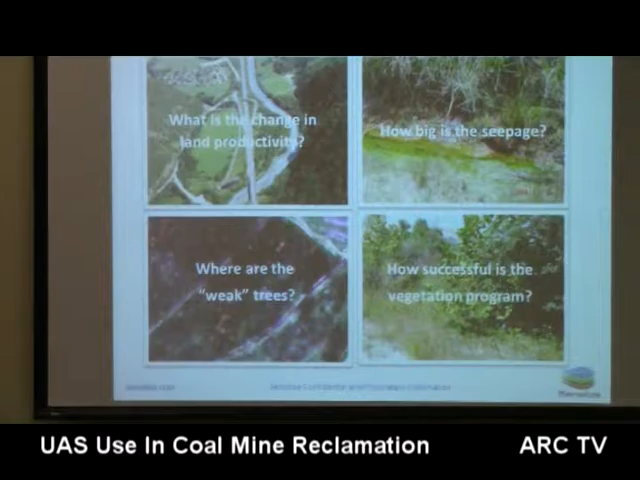 What is the change in
land productivity?
How big is the seepage?
Where are the
"weak" trees?
How successful is the
vegetation program?
UAS Use In Coal Mine Reclamation
ARC TV